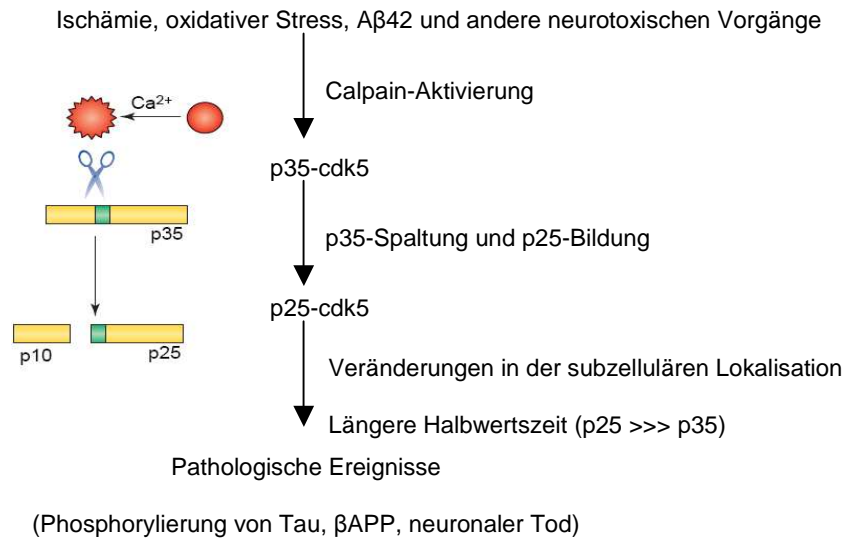 Ischämie, oxidativer Stress, Aβ42 und andere neurotoxischen Vorgänge
Calpain-Aktivierung
Ca²⁺
p35-cdk5
p35
p35-Spaltung und p25-Bildung
p25-cdk5
p10
p25
Veränderungen in der subzellulären Lokalisation
Längere Halbwertszeit (p25 >>> p35)
Pathologische Ereignisse
(Phosphorylierung von Tau, βAPP, neuronaler Tod)